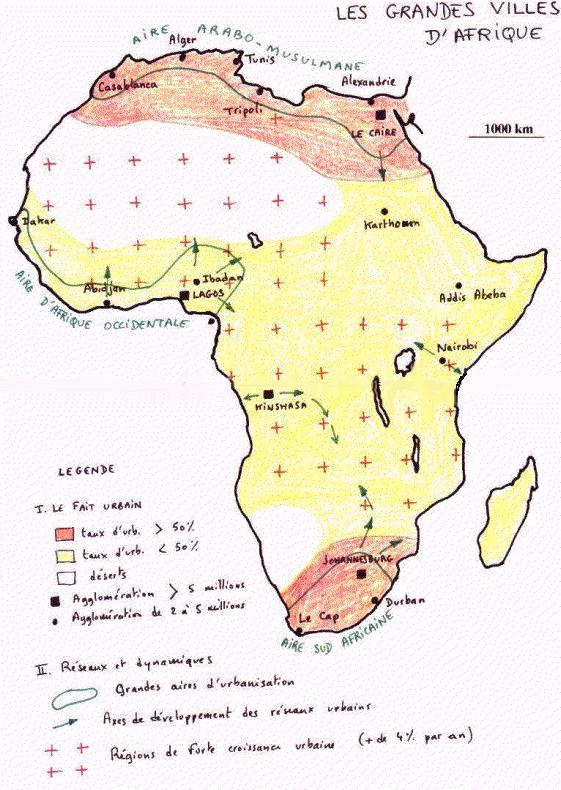 LES GRANDES VILLES
D'AFRIQUE
AIRE ARABO-MUSULMANE
Alger
Tunis
Casablanca
Alexandrie
Tripoli
LE CAIRE
1000 km
Dakar
Karthoum
Ibadan
Abidjan
LAGOS
Addis Abeba
AIRE D'AFRIQUE OCCIDENTALE
Nairobi
KINSHASA
JOHANNESBURG
Durban
Le Cap
AIRE SUD AFRICAINE
LEGENDE
I. LE FAIT URBAIN
taux d'urb. > 50%
taux d'urb. < 50%
déserts
Agglomération > 5 millions
Agglomération de 2 à 5 millions
II. Réseaux et dynamiques
Grandes aires d'urbanisation
Axes de développement des réseaux urbains
Régions de forte croissance urbaine (+ de 4% par an)